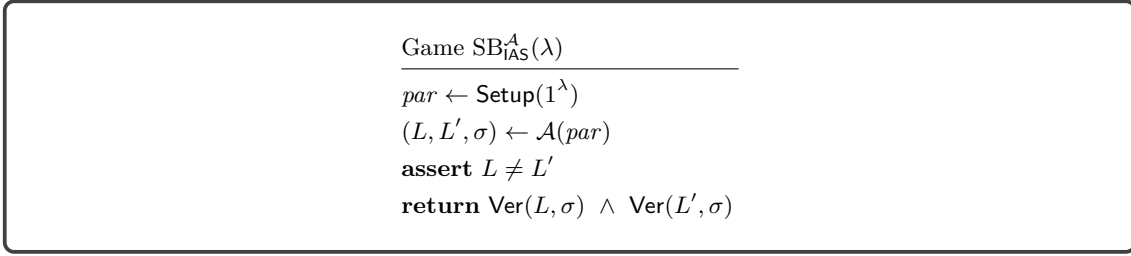 Game SB^𝒜_IAS(λ)
par ← Setup(1^λ)
(L, L′, σ) ← 𝒜(par)
assert L ≠ L′
return Ver(L, σ) ∧ Ver(L′, σ)